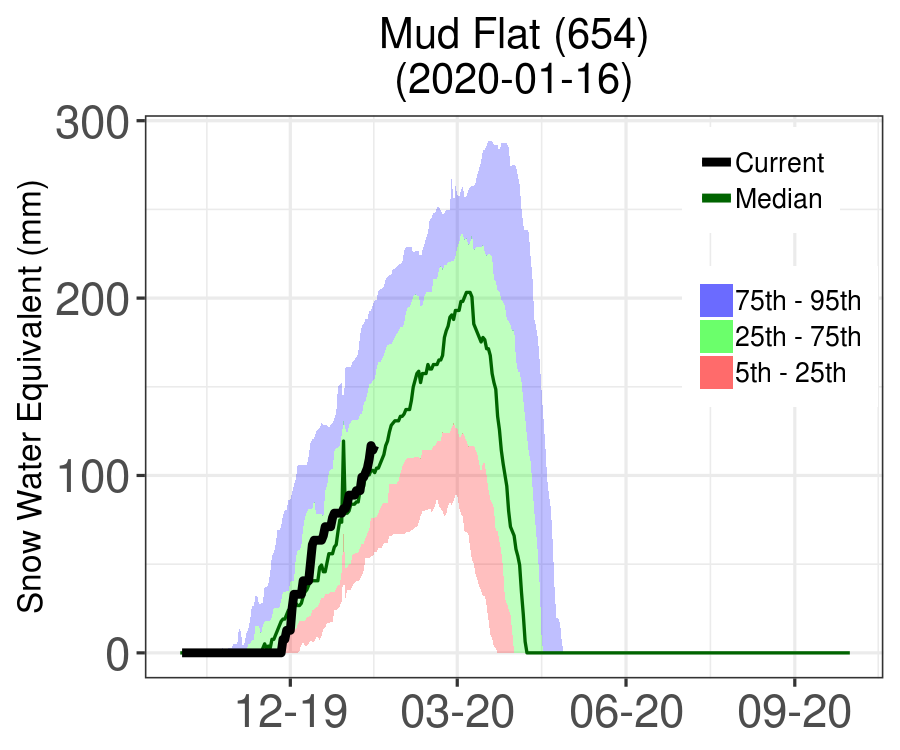 Mud Flat (654)
(2020-01-16)
Snow Water Equivalent (mm)
300
200
100
0
Current
Median
75th - 95th
25th - 75th
5th - 25th
12-19 03-20 06-20 09-20